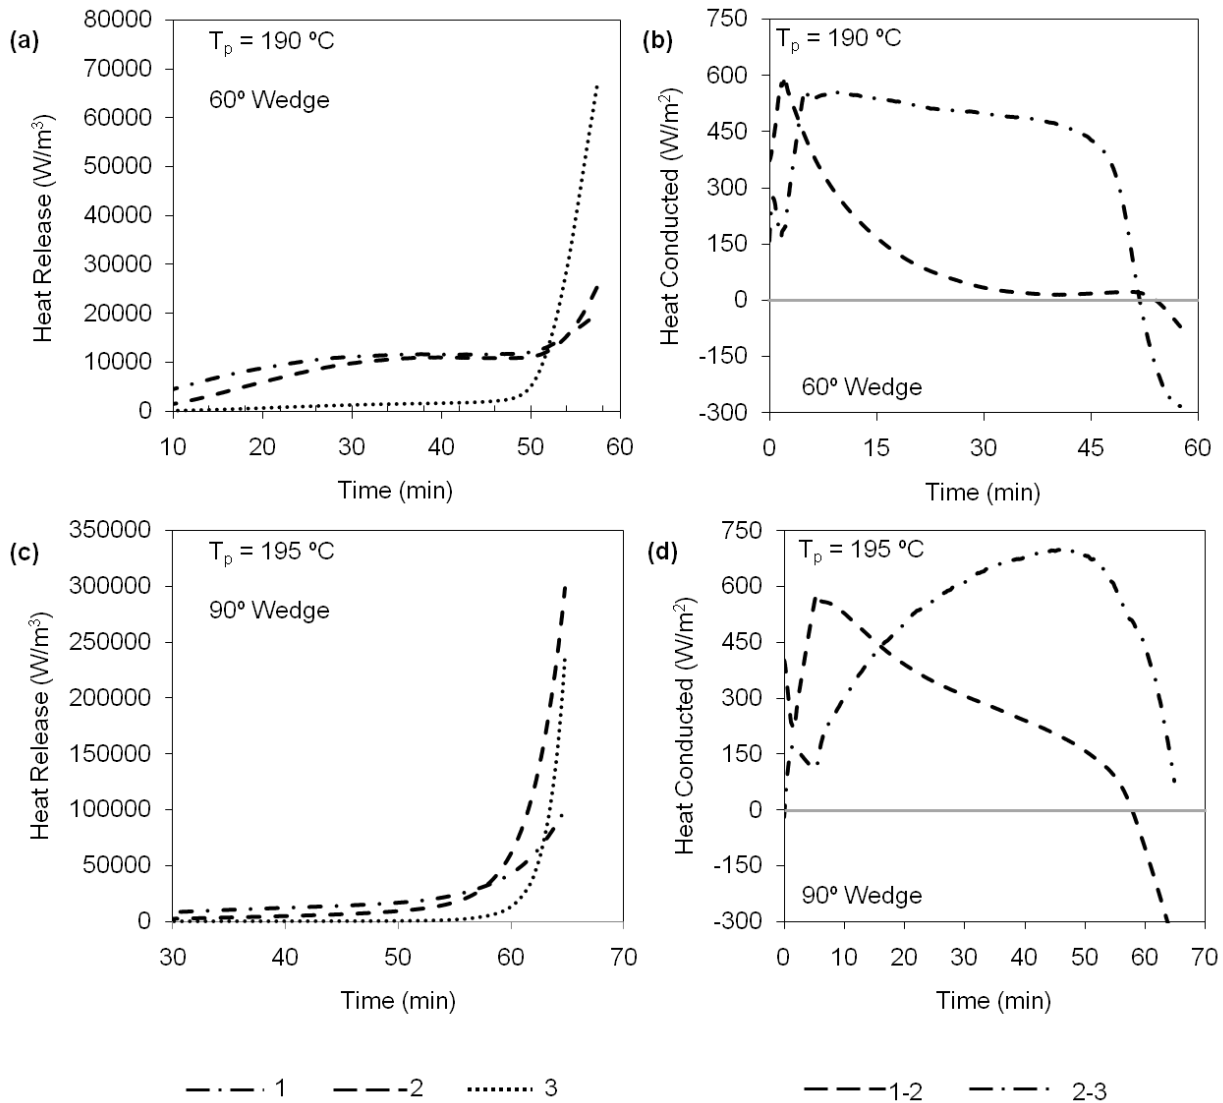 (a)
T_p = 190 ºC
60º Wedge
Heat Release (W/m³)
80000
70000
60000
50000
40000
30000
20000
10000
0
10 20 30 40 50 60
Time (min)
(b)
T_p = 190 ºC
60º Wedge
Heat Conducted (W/m²)
750
600
450
300
150
0
-150
-300
0 15 30 45 60
Time (min)
(c)
T_p = 195 ºC
90º Wedge
Heat Release (W/m³)
350000
300000
250000
200000
150000
100000
50000
0
30 40 50 60 70
Time (min)
(d)
T_p = 195 ºC
90º Wedge
Heat Conducted (W/m²)
750
600
450
300
150
0
-150
-300
0 10 20 30 40 50 60 70
Time (min)
1 2 3
1-2 2-3